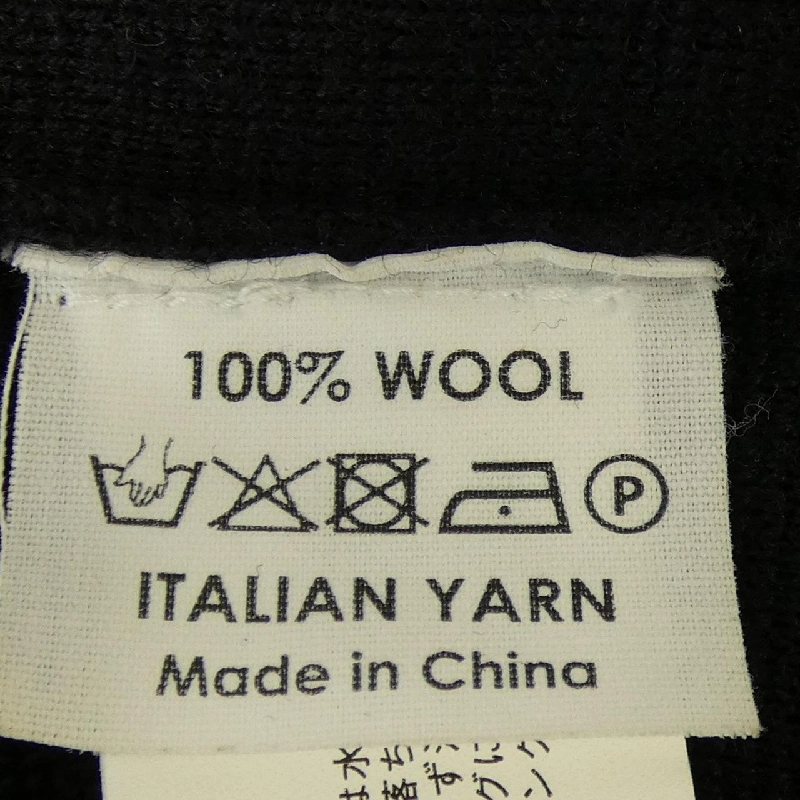 100% WOOL
P
ITALIAN YARN
Made in China